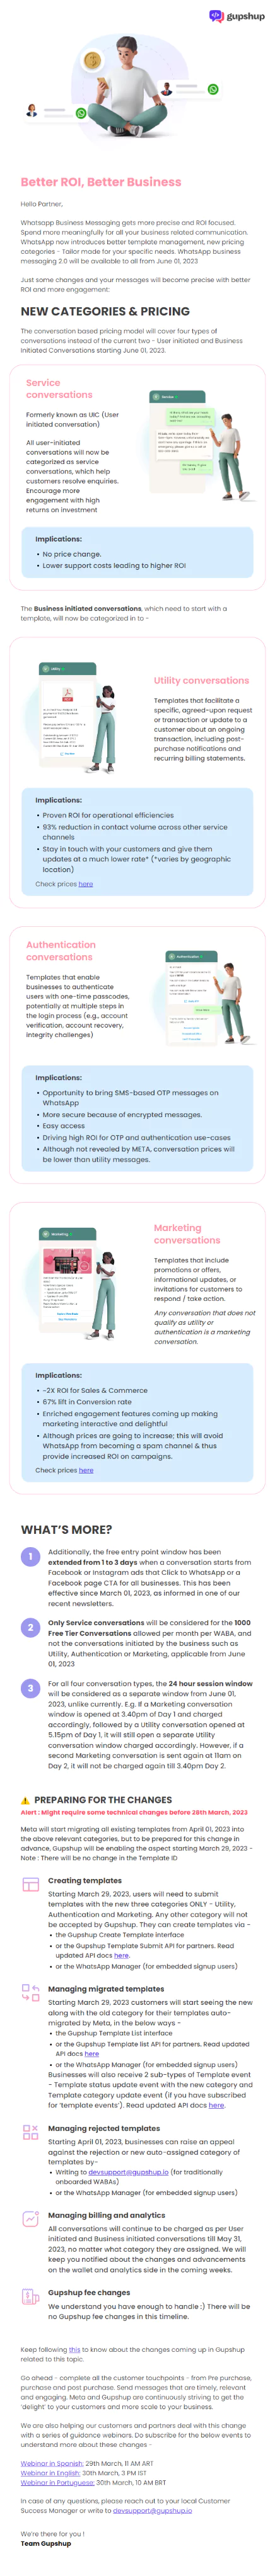 gupshup
Better ROI, Better Business
Hello Partner,
Whatsapp Business Messaging gets more precise and ROI focused.
Spend more meaningfully for all your business related communication.
WhatsApp now introduces better template management, new pricing
categories - Tailor made for your specific needs. WhatsApp business
messaging 2.0 will be available to all from June 01, 2023
Just some changes and your messages will become precise with better
ROI and more engagement:
NEW CATEGORIES & PRICING
The conversation based pricing model will cover four types of
conversations instead of the current two - User initiated and Business
Initiated Conversations starting June 01, 2023.
Service
conversations
Formerly known as UIC (User
initiated conversation)
All user-initiated
conversations will now be
categorized as service
conversations, which help
customers resolve enquiries.
Encourage more
engagement with high
returns on investment
Implications:
• No price change.
• Lower support costs leading to higher ROI
The Business initiated conversations, which need to start with a
template, will now be categorized in to -
Utility conversations
Templates that facilitate a
specific, agreed-upon request
or transaction or update to a
customer about an ongoing
transaction, including post-
purchase notifications and
recurring billing statements.
Implications:
• Proven ROI for operational efficiencies
• 93% reduction in contact volume across other service
channels
• Stay in touch with your customers and give them
updates at a much lower rate* (*varies by geographic
location)
Check prices here
Authentication
conversations
Templates that enable
businesses to authenticate
users with one-time passcodes,
potentially at multiple steps in
the login process (e.g., account
verification, account recovery,
integrity challenges)
Implications:
• Opportunity to bring SMS-based OTP messages on
WhatsApp
• More secure because of encrypted messages.
• Easy access
• Driving high ROI for OTP and authentication use-cases
• Although not revealed by META, conversation prices will
be lower than utility messages.
Marketing
conversations
Templates that include
promotions or offers,
informational updates, or
invitations for customers to
respond / take action.
Any conversation that does not
qualify as utility or
authentication is a marketing
conversation.
Implications:
• ~2X ROI for Sales & Commerce
• 67% lift in Conversion rate
• Enriched engagement features coming up making
marketing interactive and delightful
• Although prices are going to increase; this will avoid
WhatsApp from becoming a spam channel & thus
provide increased ROI on campaigns.
Check prices here
WHAT'S MORE?
1
Additionally, the free entry point window has been
extended from 1 to 3 days when a conversation starts from
Facebook or Instagram ads that Click to WhatsApp or a
Facebook page CTA for all businesses. This has been
effective since March 01, 2023, as informed in one of our
recent newsletters.
2
Only Service conversations will be considered for the 1000
Free Tier Conversations allowed per month per WABA, and
not the conversations initiated by the business such as
Utility, Authentication or Marketing, applicable from June
01, 2023
3
For all four conversation types, the 24 hour session window
will be considered as a separate window from June 01,
2023, unlike currently. E.g. if a Marketing conversation
window is opened at 3.40pm of Day 1 and charged
accordingly, followed by a Utility conversation opened at
5.15pm of Day 1, it will still open a separate Utility
conversation window charged accordingly. However, if a
second Marketing conversation is sent again at 11am on
Day 2, it will not be charged again till 3.40pm Day 2.
PREPARING FOR THE CHANGES
Alert : Might require some technical changes before 28th March, 2023
Meta will start migrating all existing templates from April 01, 2023 into
the above relevant categories, but to be prepared for this change in
advance, Gupshup will be enabling the aspect starting March 29, 2023 -
Note : There will be no change in the Template ID
Creating templates
Starting March 29, 2023, users will need to submit
templates with the new three categories ONLY - Utility,
Authentication and Marketing. Any other category will not
be accepted by Gupshup. They can create templates via -
• the Gupshup Create Template interface
• or the Gupshup Template Submit API for partners. Read
updated API docs here.
• or the WhatsApp Manager (for embedded signup users)
Managing migrated templates
Starting March 29, 2023 customers will start seeing the new
along with the old category for their templates auto-
migrated by Meta, in the below ways -
• the Gupshup Template List interface
• or the Gupshup Template list API for partners. Read updated
API docs here
• or the WhatsApp Manager (for embedded signup users)
Businesses will also receive 2 sub-types of Template event
- Template status update event with the new category and
Template category update event (if you have subscribed
for 'template events'). Read updated API docs here.
Managing rejected templates
Starting April 01, 2023, businesses can raise an appeal
against the rejection of new auto-assigned category of
templates by-
• Writing to devsupport@gupshup.io (for traditionally
onboarded WABAs)
• or the WhatsApp Manager (for embedded signup users)
Managing billing and analytics
All conversations will continue to be charged as per User
initiated and Business initiated conversations till May 31,
2023, no matter what category they are assigned. We will
keep you notified about the changes and advancements
on the wallet and analytics side in the coming weeks.
Gupshup fee changes
We understand you have enough to handle :) There will be
no Gupshup fee changes in this timeline.
Keep following this to know about the changes coming up in Gupshup
related to this topic.
Go ahead - complete all the customer touchpoints - from Pre purchase,
purchase and post purchase. Send messages that are timely, relevant
and engaging. Meta and Gupshup are continuously striving to get the
'delight' to your customers and more scale to your business.
We are also helping our customers and partners deal with this change
with a series of guidance webinars. Do subscribe for the below events to
understand more about these changes -
Webinar in Spanish: 29th March, 11 AM ART
Webinar in English: 30th March, 3 PM IST
Webinar in Portuguese: 30th March, 10 AM BRT
In case of any questions, please reach out to your local Customer
Success Manager or write to devsupport@gupshup.io
We're there for you !
Team Gupshup